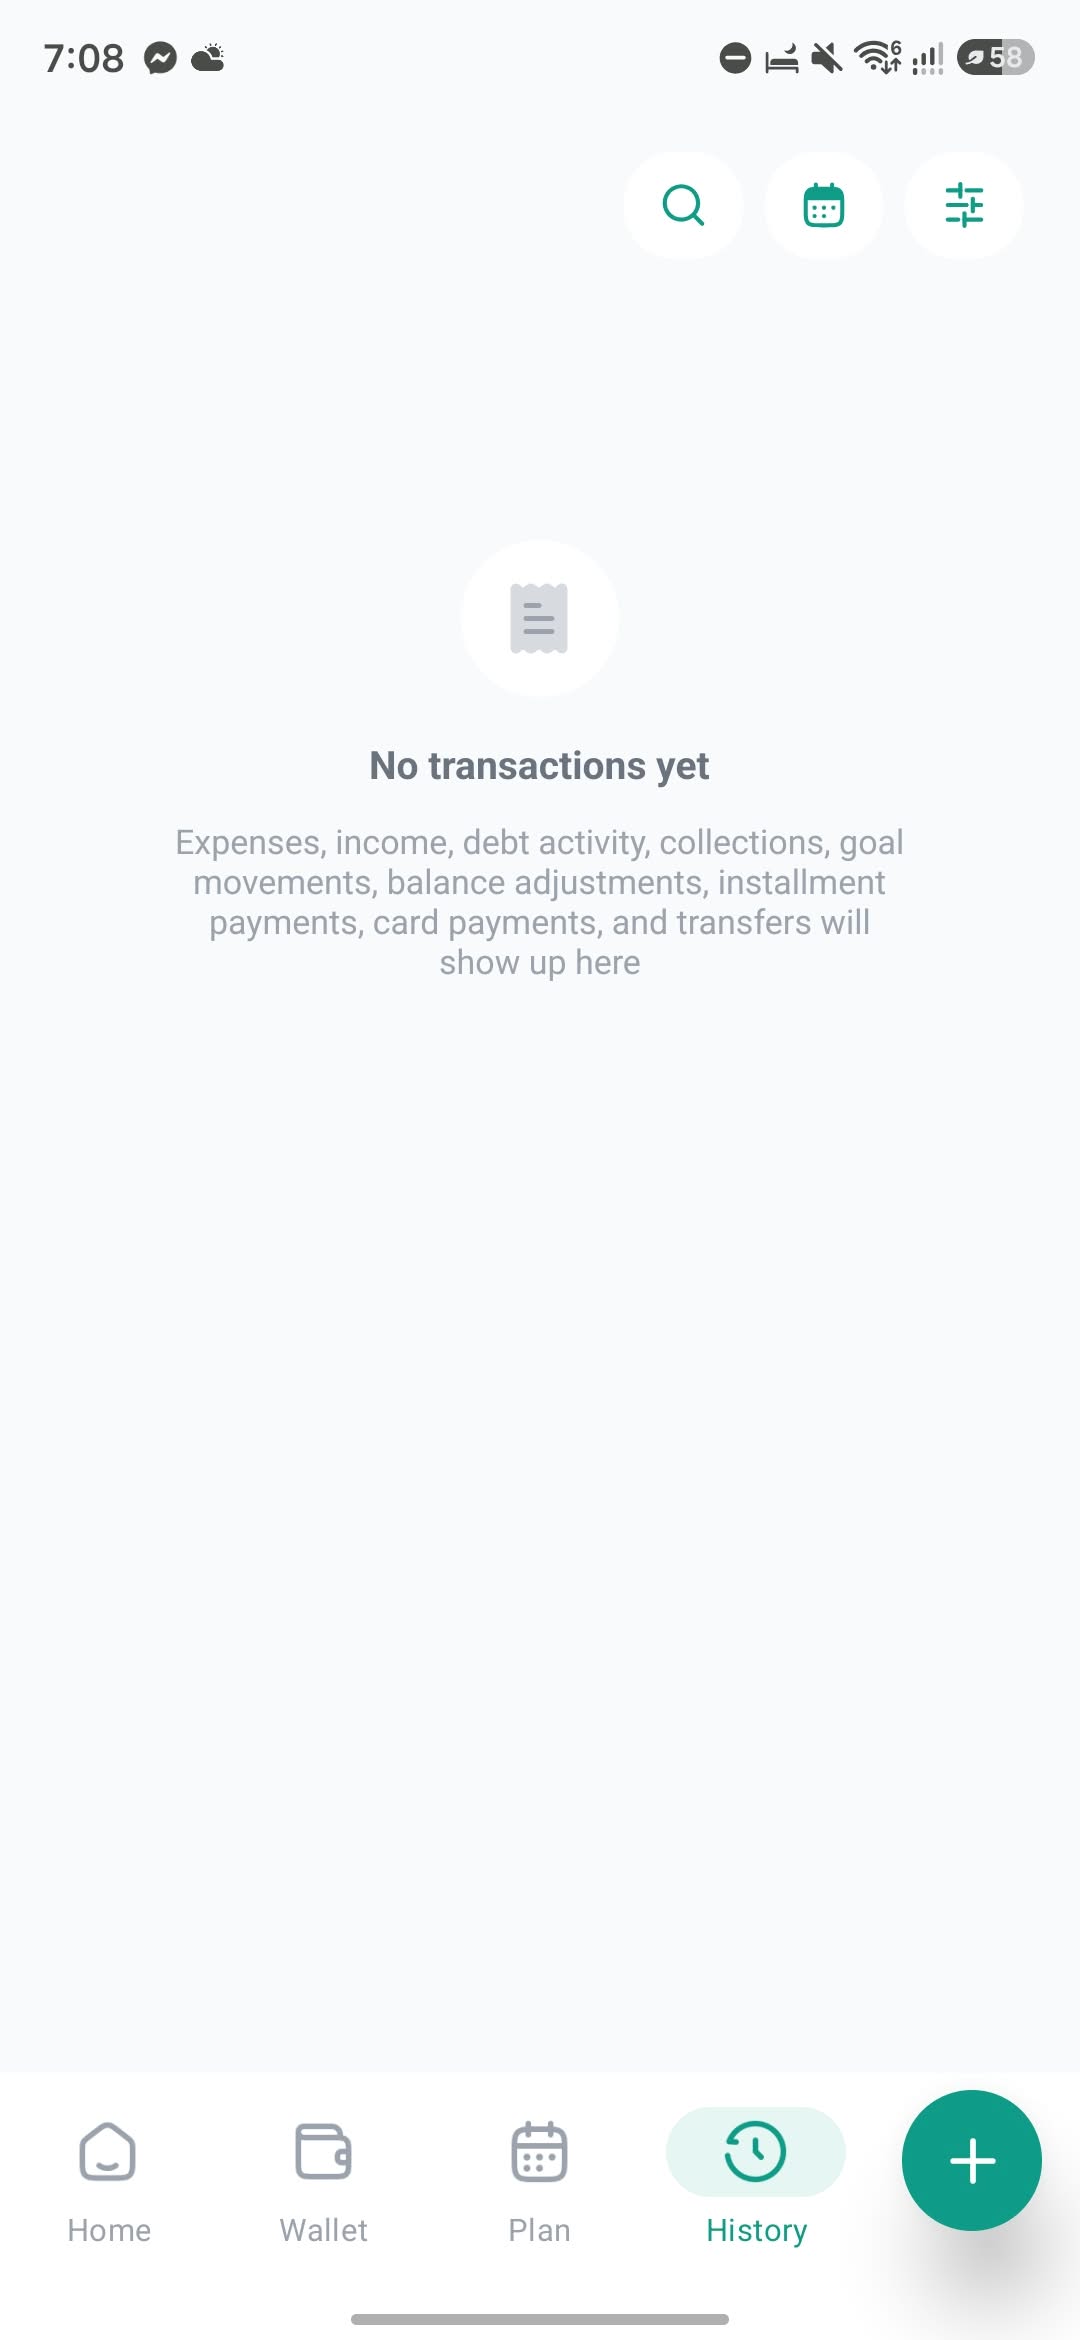 7:08
6
58
No transactions yet
Expenses, income, debt activity, collections, goal
movements, balance adjustments, installment
payments, card payments, and transfers will
show up here
Home
Wallet
Plan
History